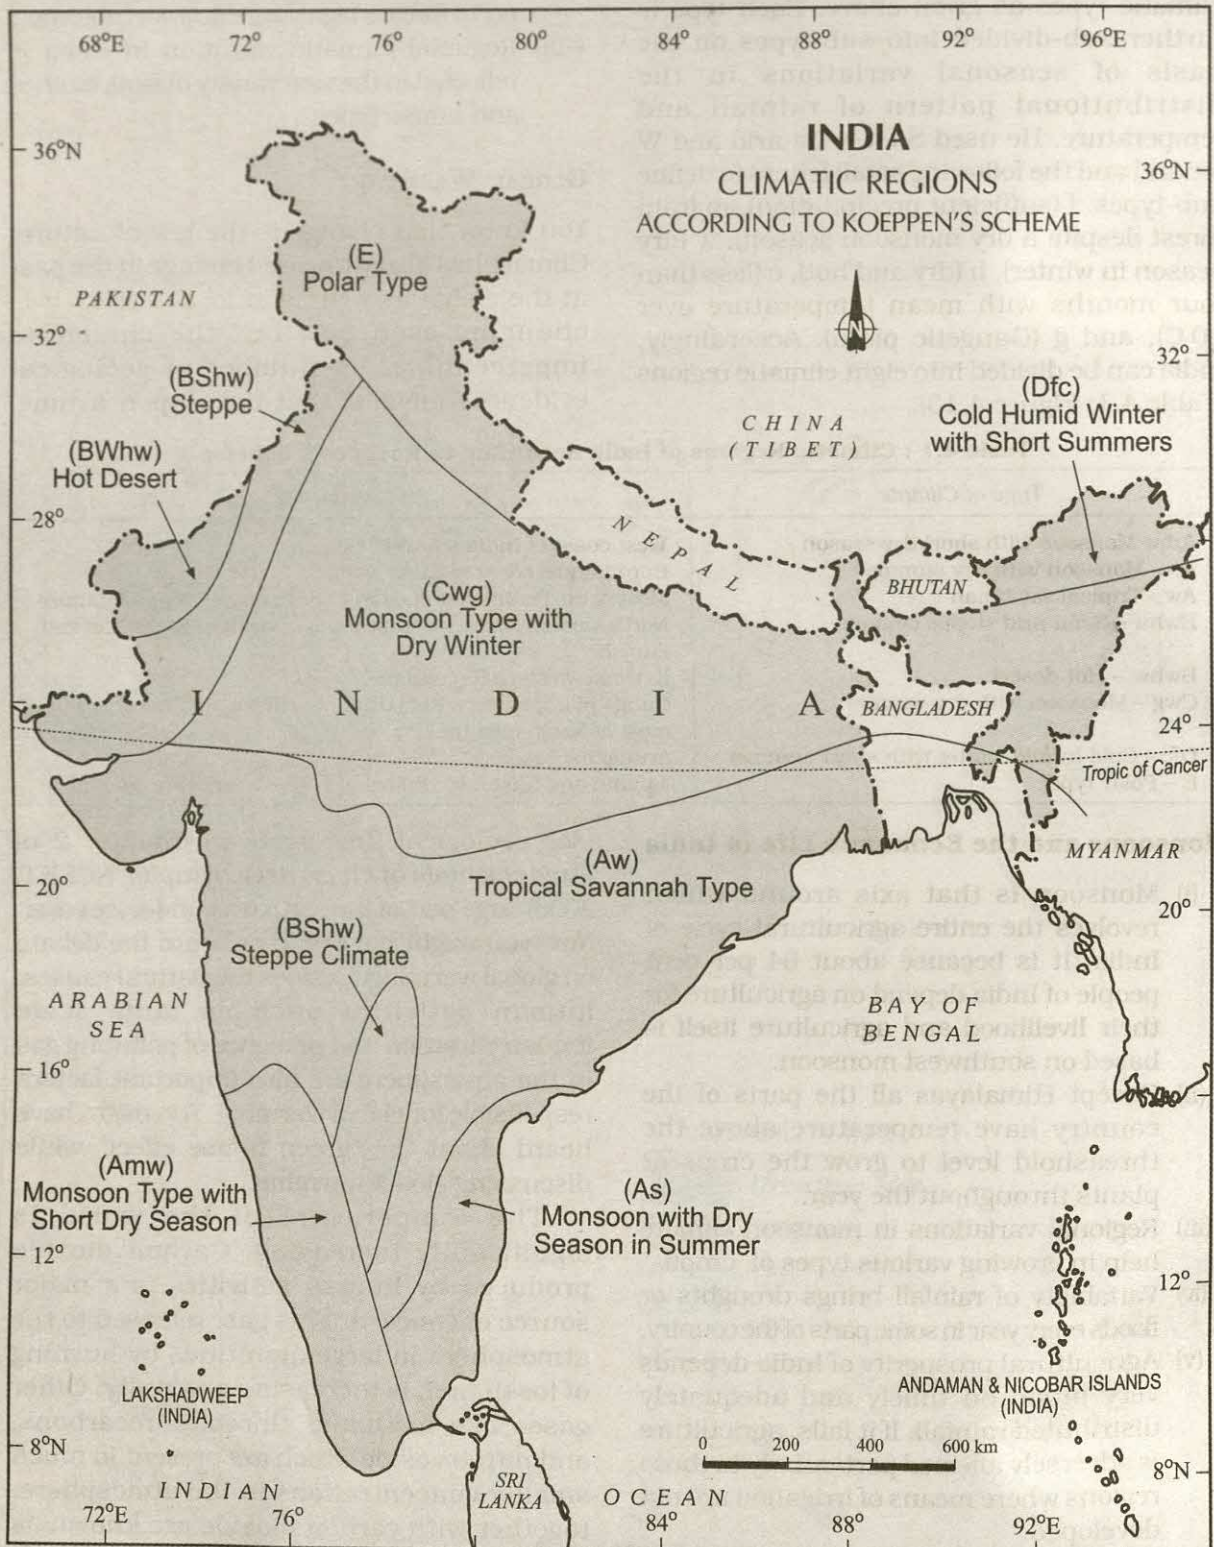 68°E 72° 76° 80° 84° 88° 92° 96°E
36°N
INDIA
CLIMATIC REGIONS
ACCORDING TO KOEPPEN'S SCHEME
36°N
(E)
Polar Type
PAKISTAN
N
32°
32°
(BShw)
Steppe
(BWhw)
Hot Desert
CHINA
(TIBET)
(Dfc)
Cold Humid Winter
with Short Summers
28°
NEPAL
BHUTAN
(Cwg)
Monsoon Type with
Dry Winter
INDIA
BANGLADESH
24°
Tropic of Cancer
MYANMAR
20°
(Aw)
Tropical Savannah Type
20°
(BShw)
Steppe Climate
ARABIAN
SEA
BAY OF
BENGAL
16°
(Amw)
Monsoon Type with
Short Dry Season
(As)
Monsoon with Dry
Season in Summer
12°
12°
LAKSHADWEEP
(INDIA)
ANDAMAN & NICOBAR ISLANDS
(INDIA)
8°N
0 200 400 600 km
8°N
INDIAN
SRI
LANKA
OCEAN
72°E 76° 84° 88° 92°E